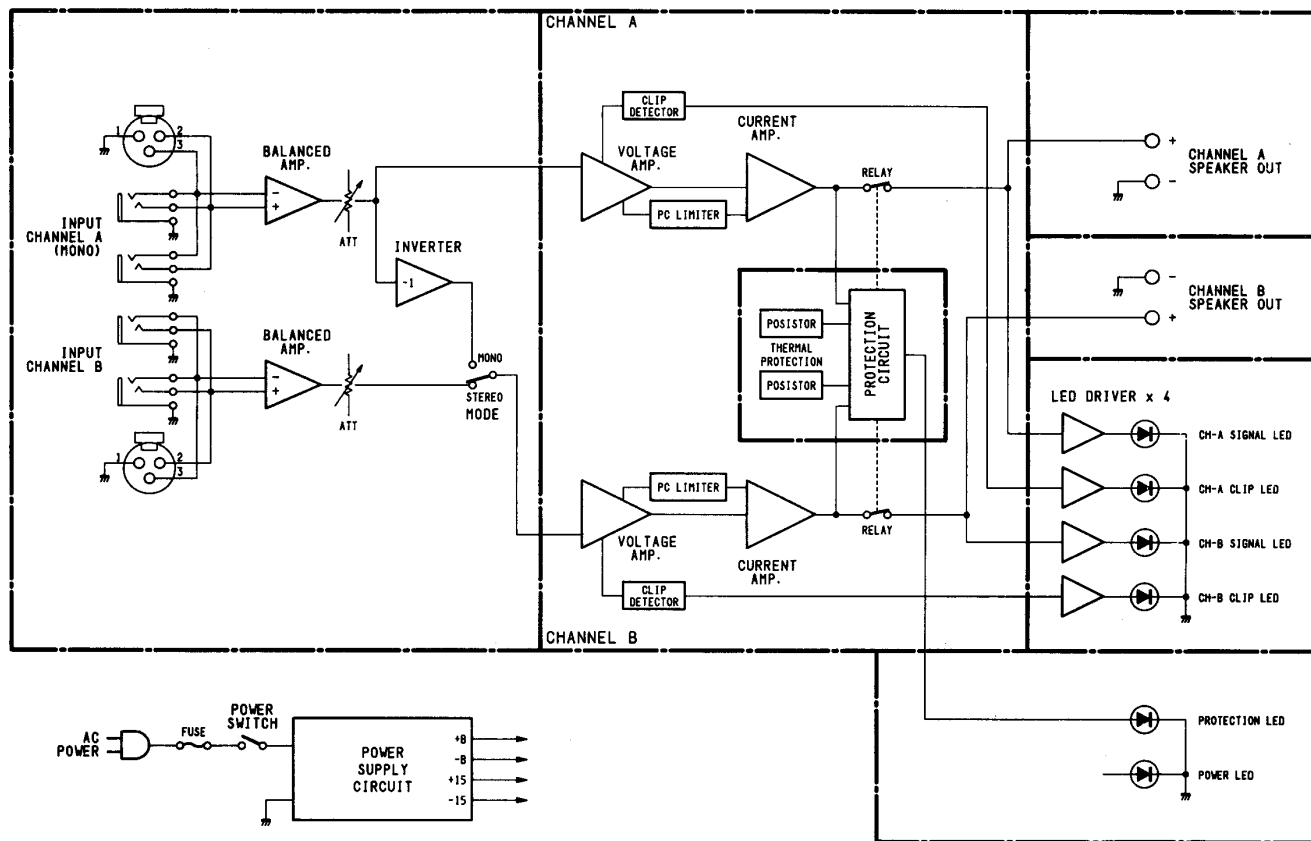 CHANNEL A
CLIP
DETECTOR
CURRENT
AMP.
1
2
3
BALANCED
AMP.
VOLTAGE
AMP.
+
CHANNEL A
SPEAKER OUT
-
RELAY
-
+
PC LIMITER
INPUT
CHANNEL A
(MONO)
ATT
INVERTER
-1
-
CHANNEL B
SPEAKER OUT
+
POSISTOR
THERMAL
PROTECTION
POSISTOR
PROTECTION
CIRCUIT
BALANCED
AMP.
INPUT
CHANNEL B
-
+
MONO
STEREO
MODE
ATT
LED DRIVER x 4
CH-A SIGNAL LED
1
2
3
PC LIMITER
CH-A CLIP LED
RELAY
VOLTAGE
AMP.
CURRENT
AMP.
CH-B SIGNAL LED
CLIP
DETECTOR
CH-B CLIP LED
CHANNEL B
AC
POWER
FUSE
POWER
SWITCH
POWER
SUPPLY
CIRCUIT
+B
-B
+15
-15
PROTECTION LED
POWER LED